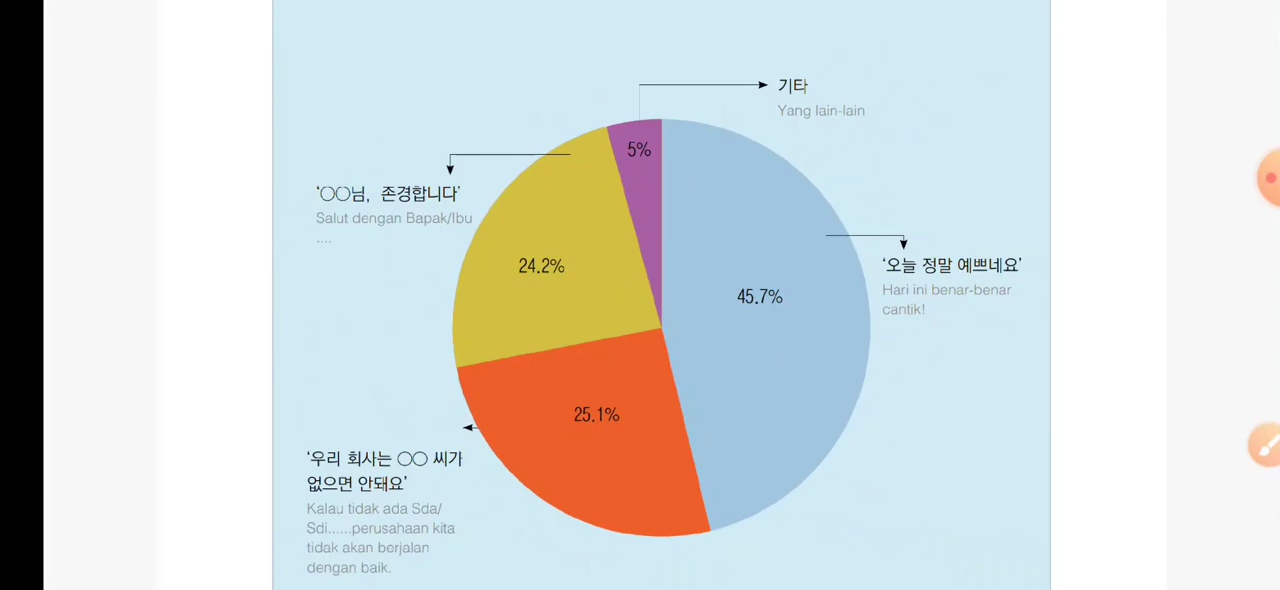 기타
Yang lain-lain
5%
‘○○님, 존경합니다’
Salut dengan Bapak/Ibu
....
24.2%
‘오늘 정말 예쁘네요’
Hari ini benar-benar
cantik!
45.7%
25.1%
‘우리 회사는 ○○ 씨가
없으면 안돼요’
Kalau tidak ada Sda/
Sdi......perusahaan kita
tidak akan berjalan
dengan baik.